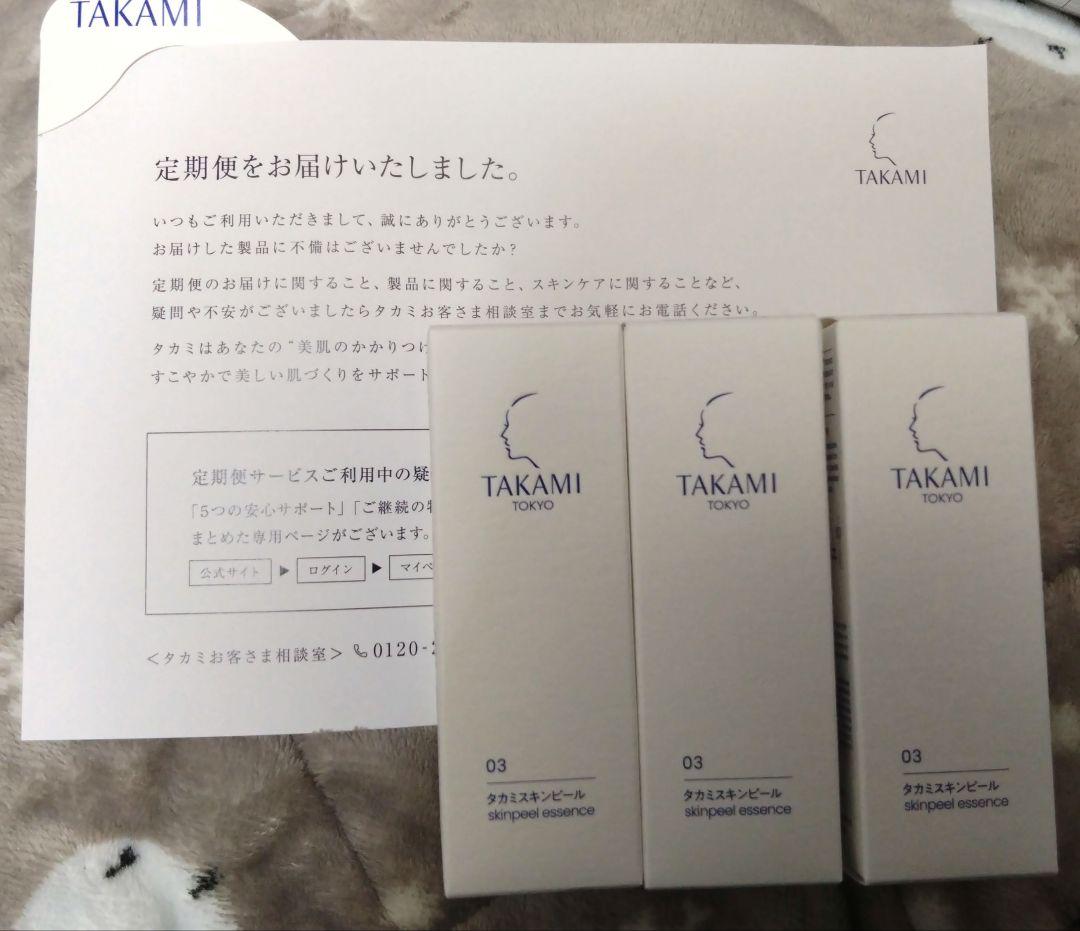 TAKAMI
TAKAMI
定期便をお届けいたしました。
いつもご利用いただきまして、誠にありがとうございます。
お届けした製品に不備はございませんでしたか?
定期便のお届けに関すること、製品に関すること、スキンケアに関することなど、
疑問や不安がございましたらタカミお客さま相談室までお気軽にお電話ください。
タカミはあなたの“美肌のかかりつけ
すこやかで美しい肌づくりをサポート
定期便サービスご利用中の疑
「5つの安心サポート」「ご継続の
まとめた専用ページがございます。
公式サイト ▶ ログイン ▶ マイペ
<タカミお客さま相談室> 0120-2
TAKAMI
TOKYO
03
タカミスキンピール
skinpeel essence
TAKAMI
TOKYO
03
タカミスキンピール
skinpeel essence
TAKAMI
TOKYO
03
タカミスキンピール
skinpeel essence